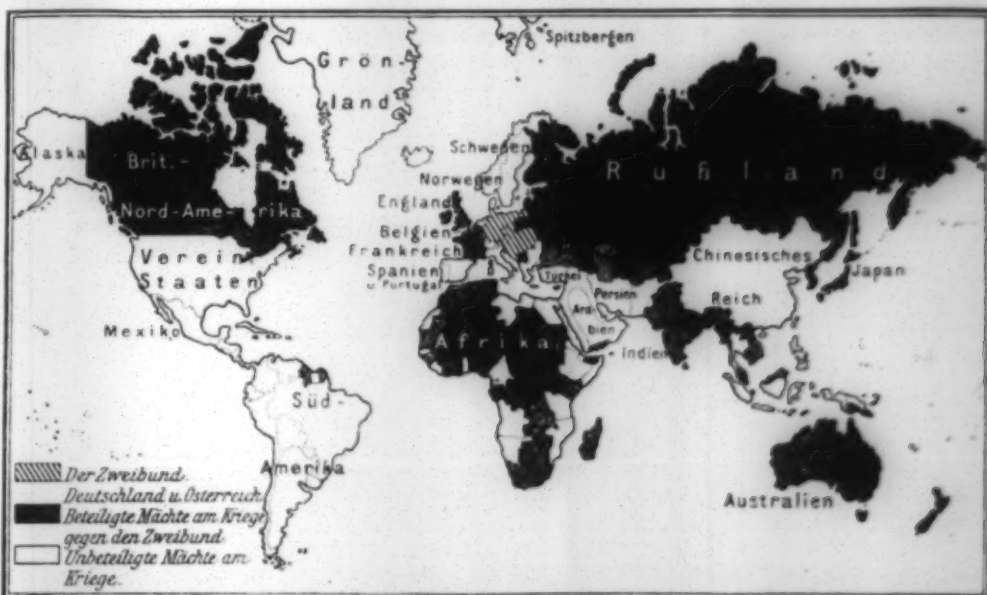 Spitzbergen
Grön-
land
Alaska
Brit.-
Nord-Ame-rika
Schweden
Norwegen
England
Belgien
Frankreich
Spanien
u. Portugal
Rußland
Verein.
Staaten
Mexiko
Türkei
Persien
Ara-
bien
Chinesisches
Reich
Japan
Afrika
Indien
Süd-
Amerika
Australien
Der Zweibund.
Deutschland u. Österreich
Beteiligte Mächte am Kriege
gegen den Zweibund
Unbeteiligte Mächte am
Kriege.